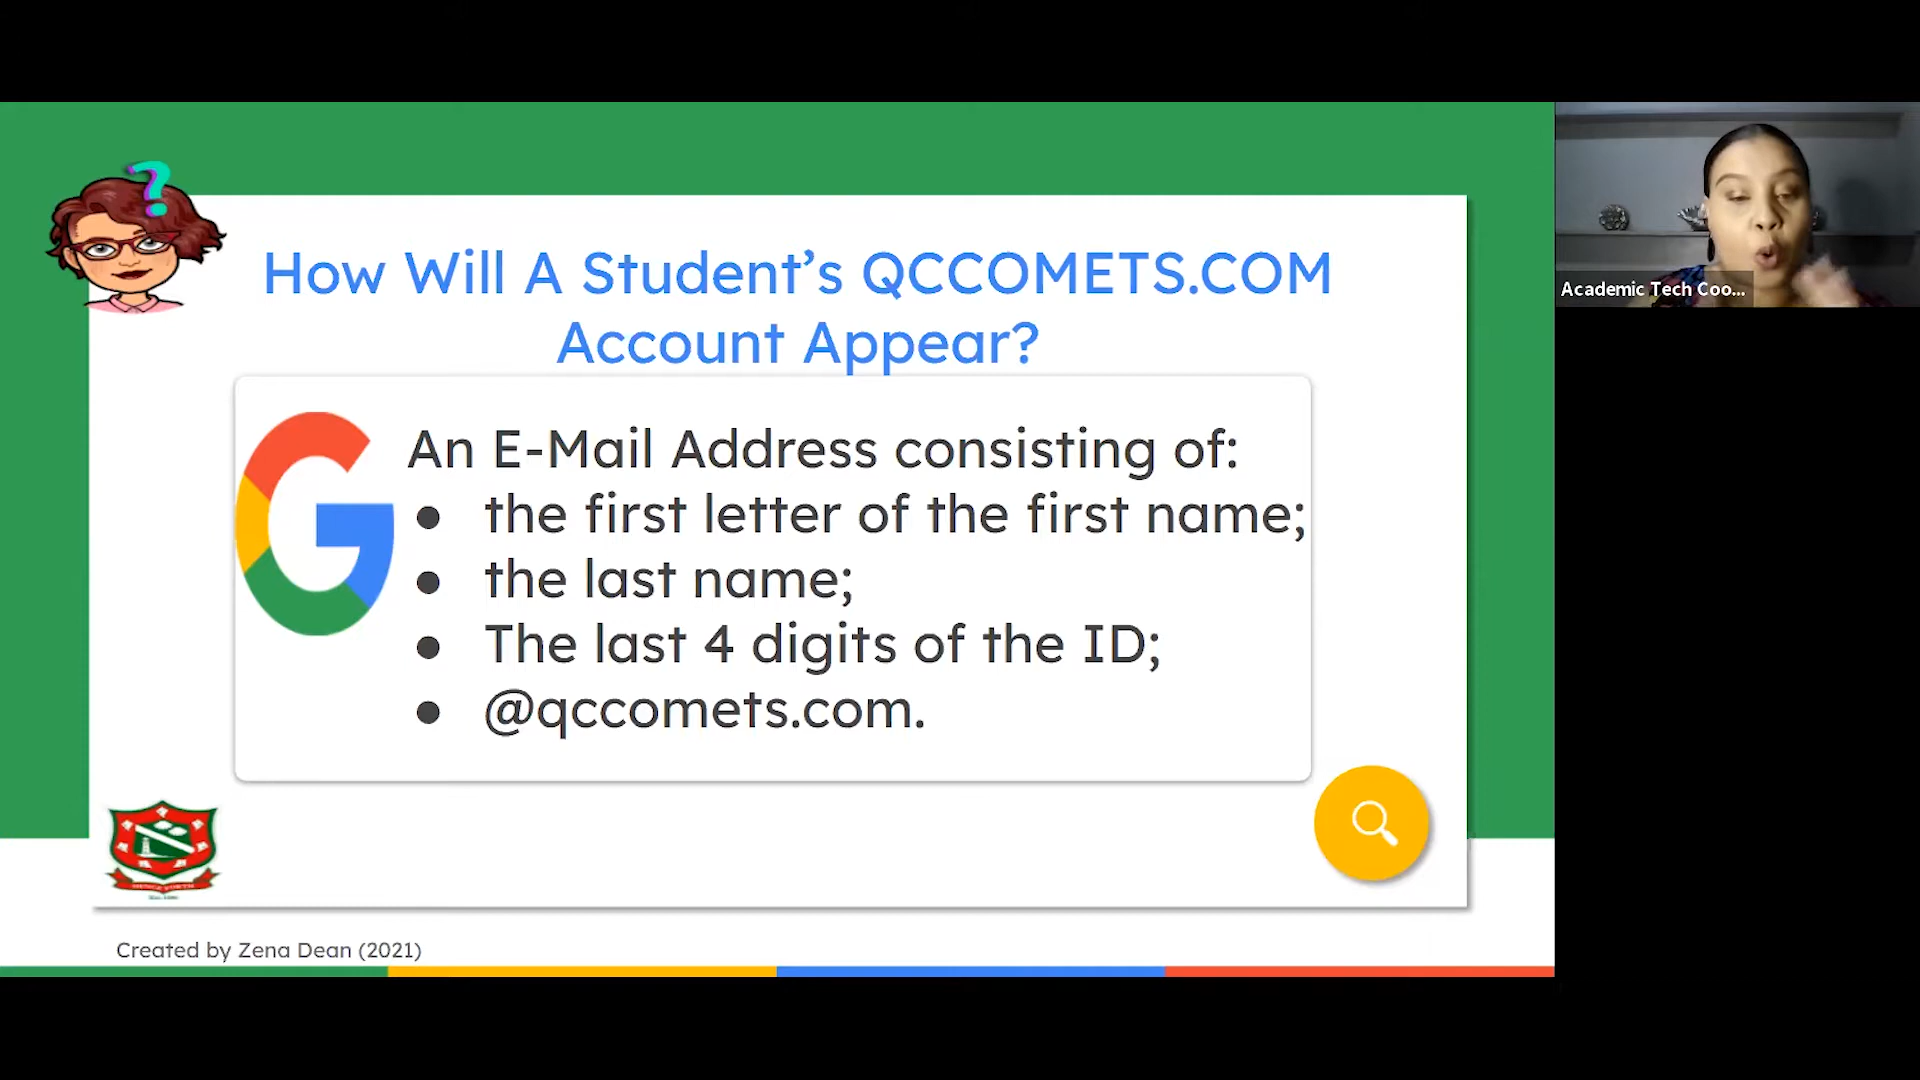 How Will A Student's QCCOMETS.COM
Account Appear?
An E-Mail Address consisting of:
● the first letter of the first name;
● the last name;
● The last 4 digits of the ID;
● @qccomets.com.
Created by Zena Dean (2021)
Academic Tech Coo...